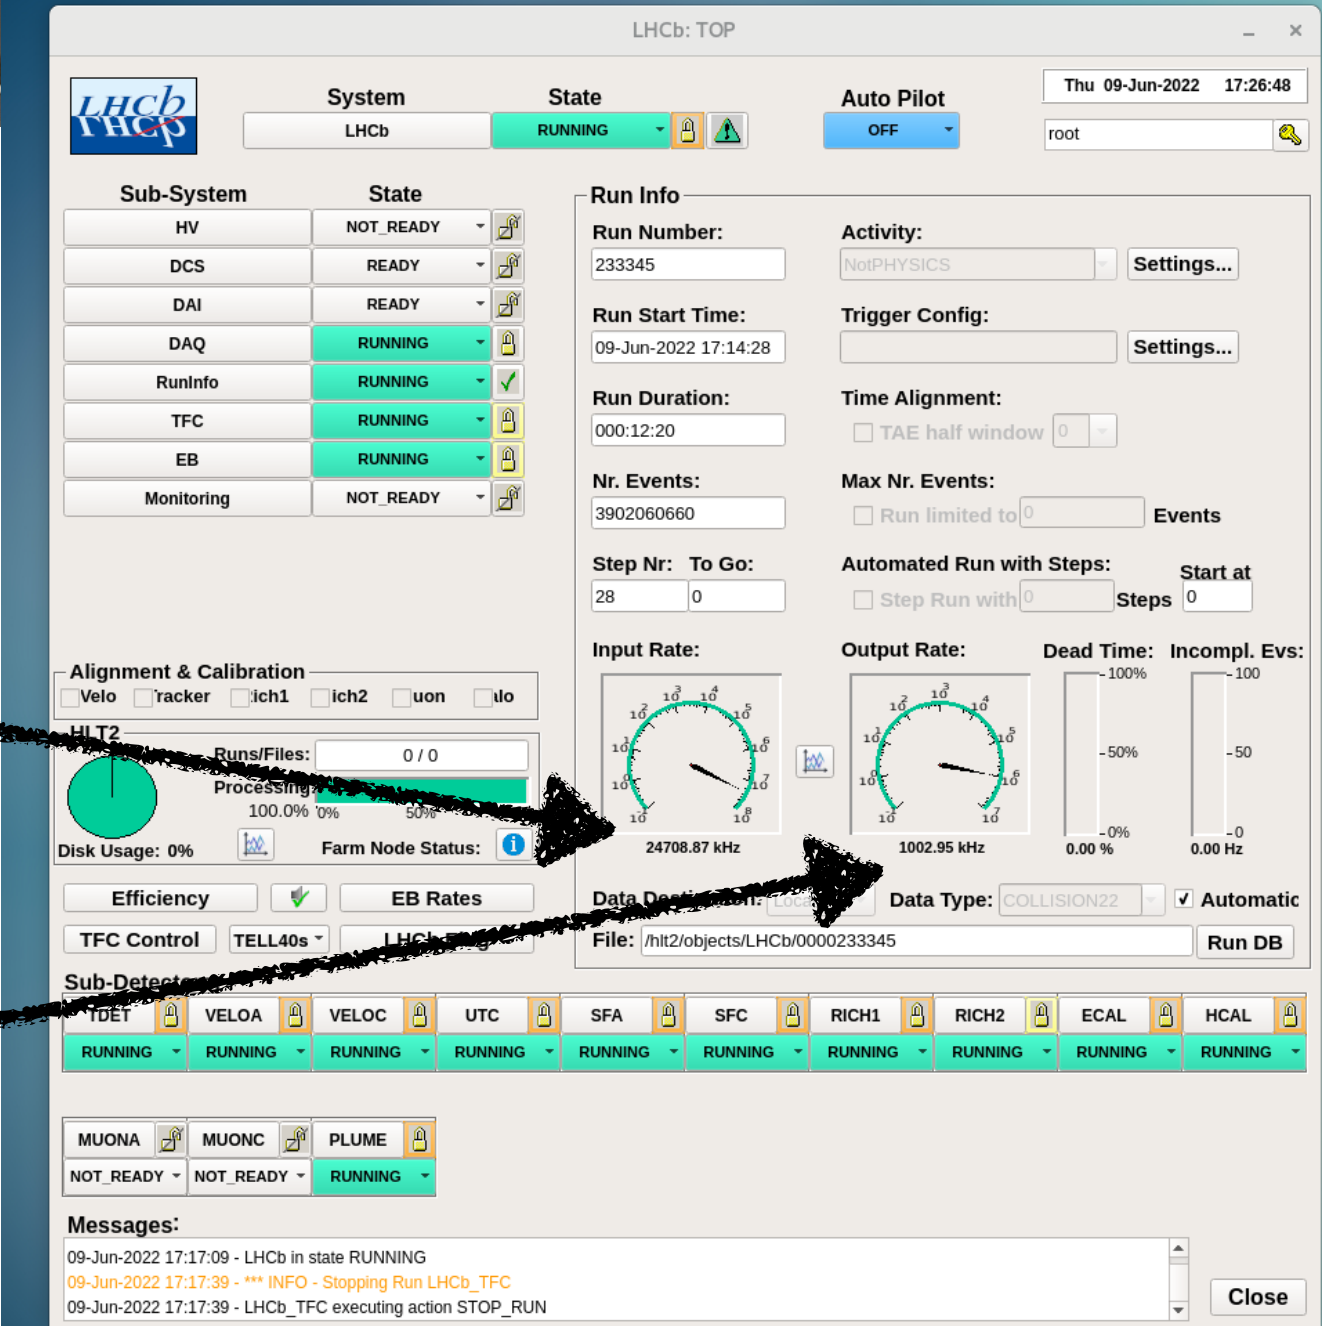 LHCb: TOP
LHCb
System State Auto Pilot Thu 09-Jun-2022 17:26:48
LHCb RUNNING OFF root
Sub-System State
HV NOT_READY
DCS READY
DAI READY
DAQ RUNNING
RunInfo RUNNING
TFC RUNNING
EB RUNNING
Monitoring NOT_READY
Run Info
Run Number: Activity:
233345 NotPHYSICS Settings...
Run Start Time: Trigger Config:
09-Jun-2022 17:14:28 Settings...
Run Duration: Time Alignment:
000:12:20 TAE half window 0
Nr. Events: Max Nr. Events:
3902060660 Run limited to 0 Events
Step Nr: To Go: Automated Run with Steps: Start at
28 0 Step Run with 0 Steps 0
Input Rate: Output Rate: Dead Time: Incompl. Evs:
100% 100
50% 50
0% 0
24708.87 kHz 1002.95 kHz 0.00 % 0.00 Hz
Alignment & Calibration
Velo racker ich1 ich2 uon alo
HLT2
Runs/Files: 0 / 0
Processing
100.0% 0% 50%
Disk Usage: 0% Farm Node Status:
Efficiency EB Rates
TFC Control TELL40s LHCb
Data Data Type: COLLISION22 Automatic
File: /hlt2/objects/LHCb/0000233345 Run DB
Sub-Detect
TDET VELOA VELOC UTC SFA SFC RICH1 RICH2 ECAL HCAL
RUNNING RUNNING RUNNING RUNNING RUNNING RUNNING RUNNING RUNNING RUNNING RUNNING
MUONA MUONC PLUME
NOT_READY NOT_READY RUNNING
Messages:
09-Jun-2022 17:17:09 - LHCb in state RUNNING
09-Jun-2022 17:17:39 - *** INFO - Stopping Run LHCb_TFC
09-Jun-2022 17:17:39 - LHCb_TFC executing action STOP_RUN
Close